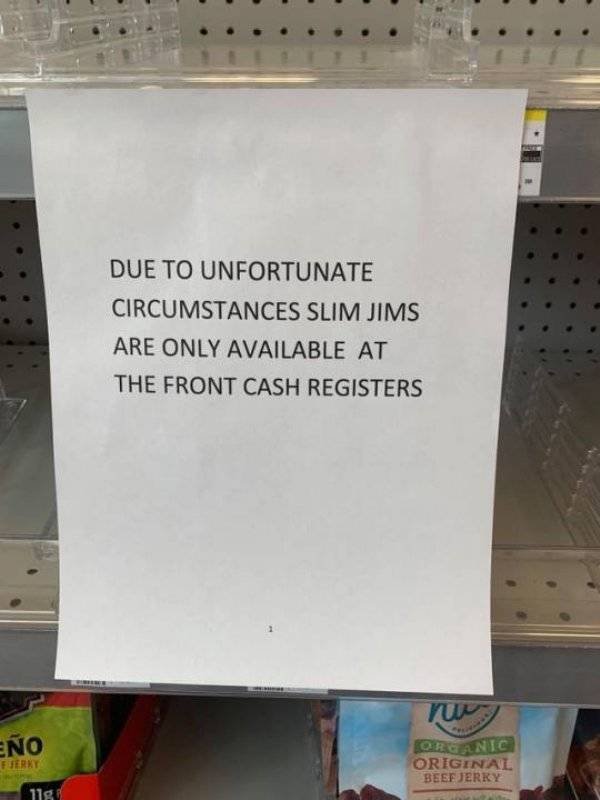 DUE TO UNFORTUNATE
CIRCUMSTANCES SLIM JIMS
ARE ONLY AVAILABLE AT
THE FRONT CASH REGISTERS
1
EÑO
F JERKY
11g
ORGANIC
ORIGINAL
BEEF JERKY